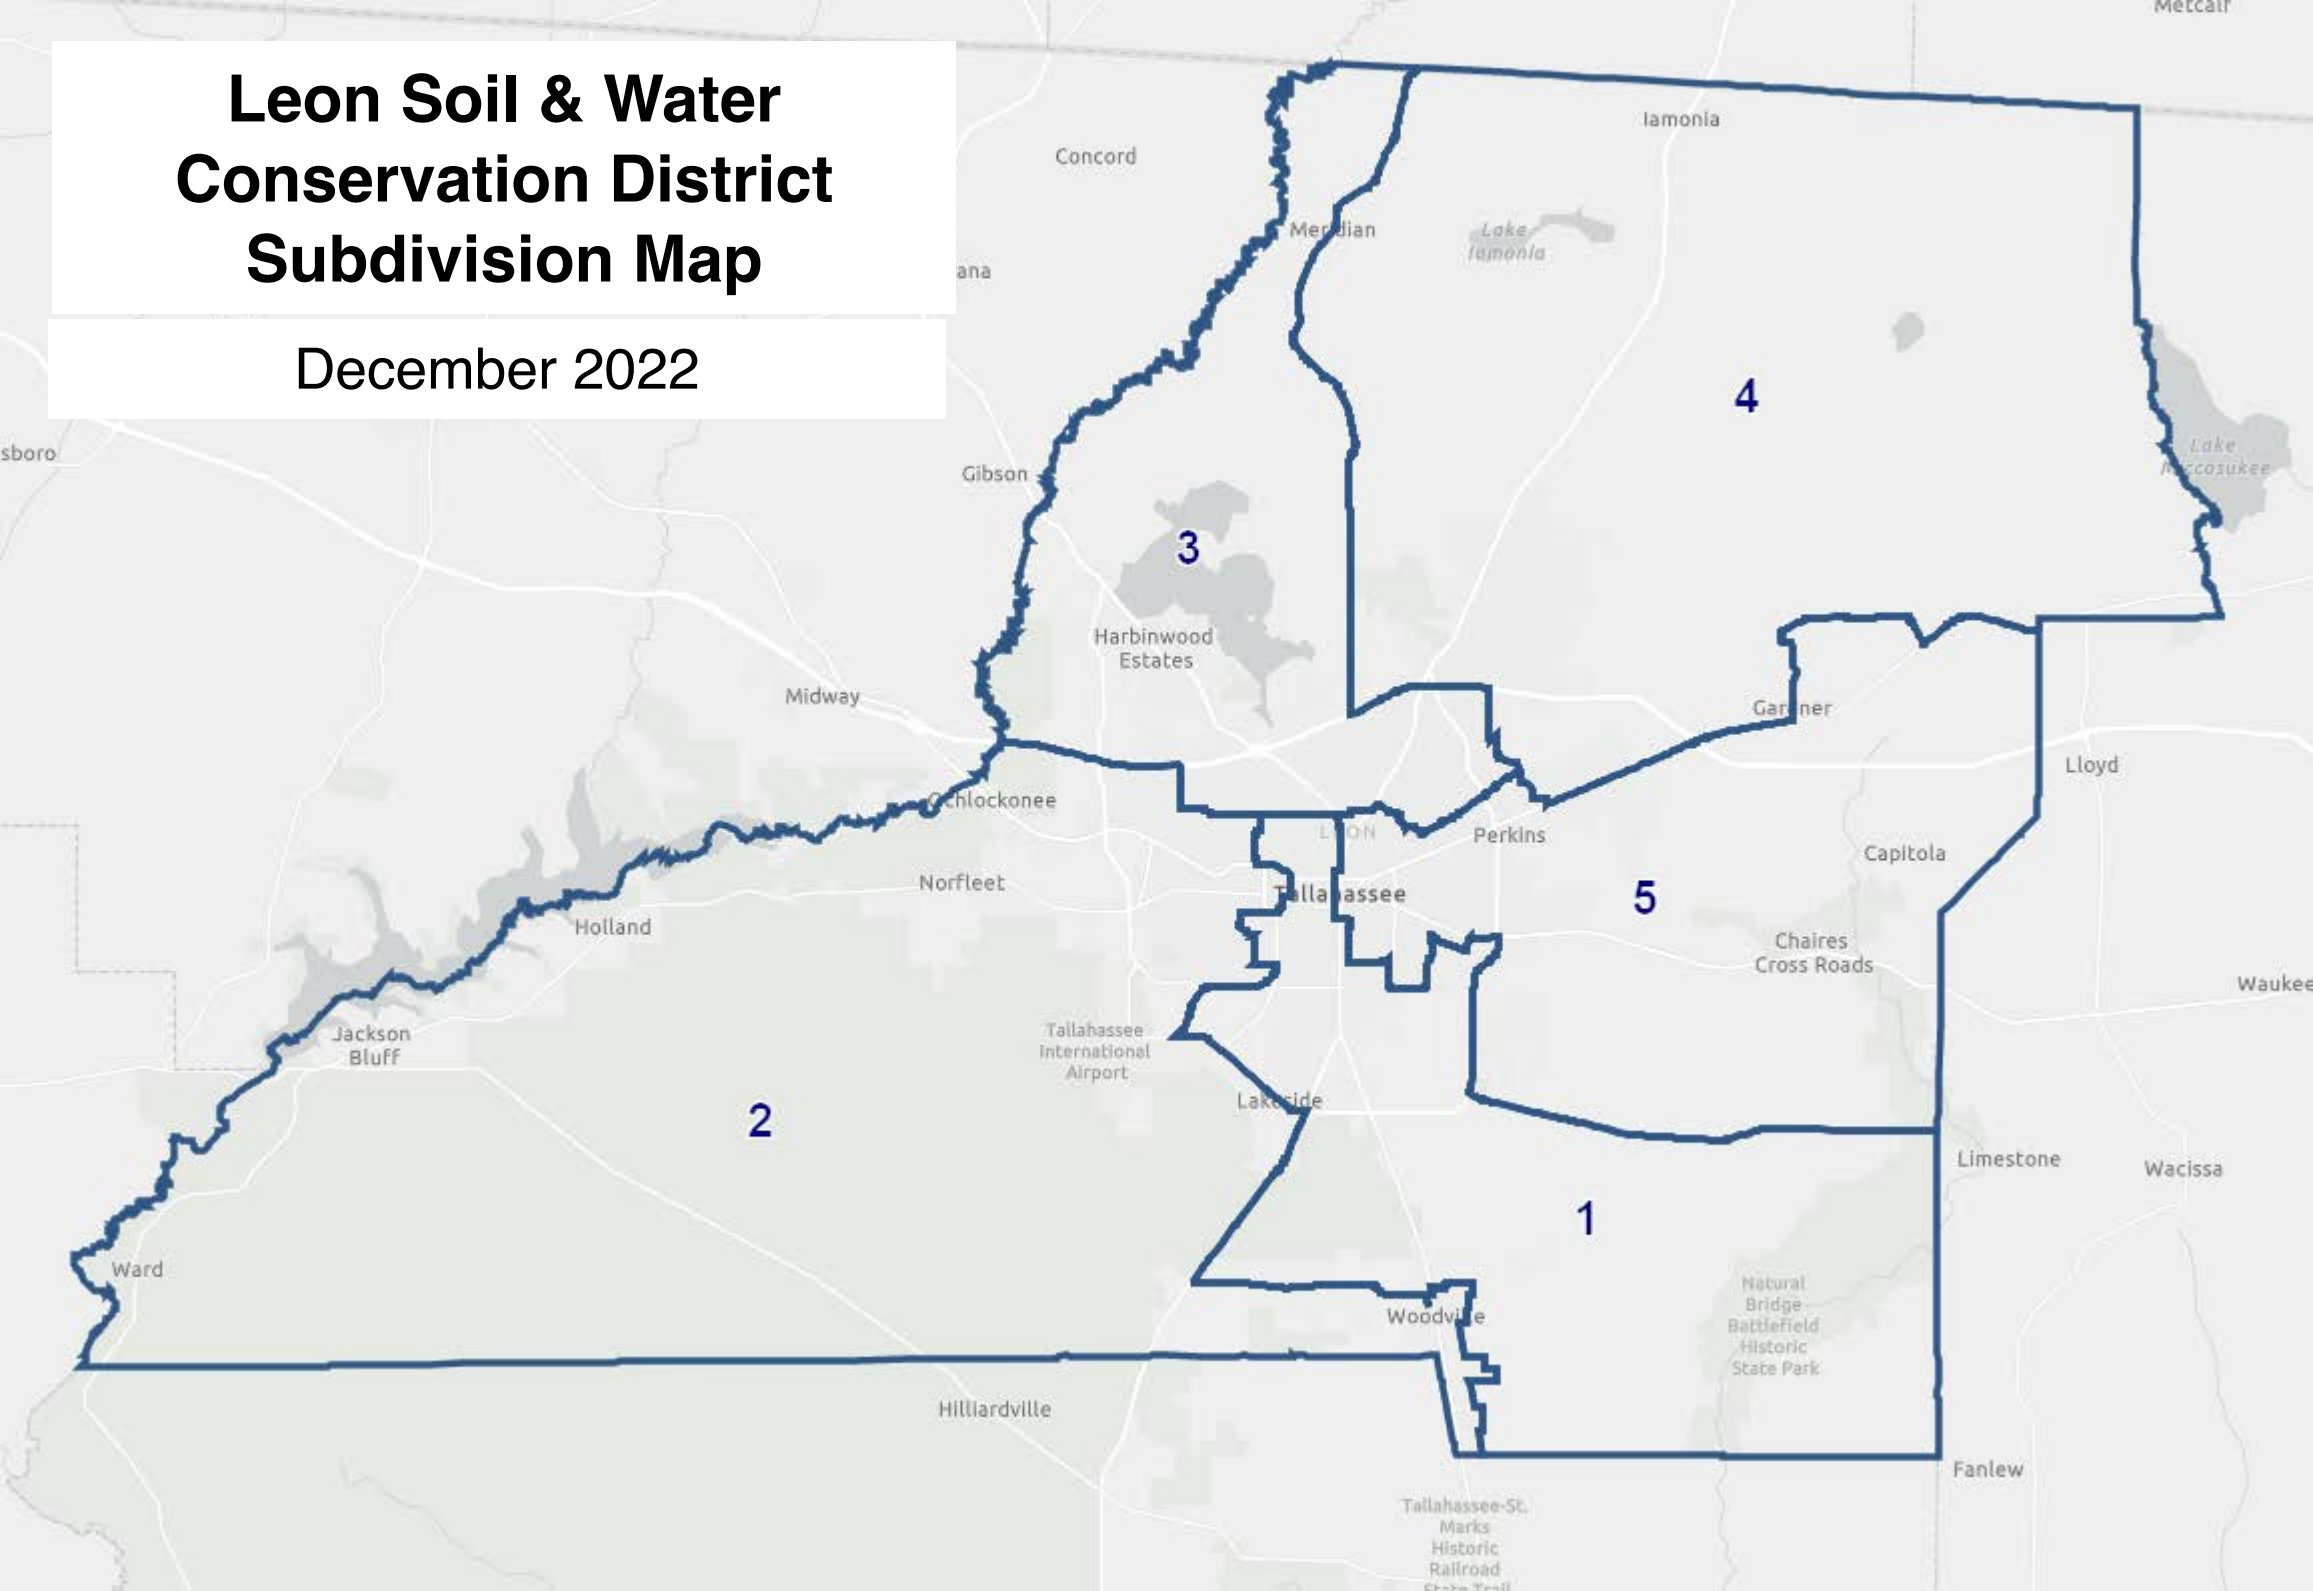 Metcalf
Leon Soil & Water
Conservation District
Subdivision Map
December 2022
Iamonia
Concord
Meridian
Lake
Iamonia
ana
4
sboro
Gibson
Lake
Miccosukee
3
Harbinwood
Estates
Midway
Gardner
Lloyd
Ochlockonee
LEON
Perkins
Capitola
Norfleet
Tallahassee
5
Holland
Chaires
Cross Roads
Waukee
Jackson
Bluff
Tallahassee
International
Airport
Lakeside
2
Limestone
Wacissa
1
Ward
Natural
Bridge
Battlefield
Historic
State Park
Woodville
Hilliardville
Fanlew
Tallahassee-St.
Marks
Historic
Railroad
State Trail